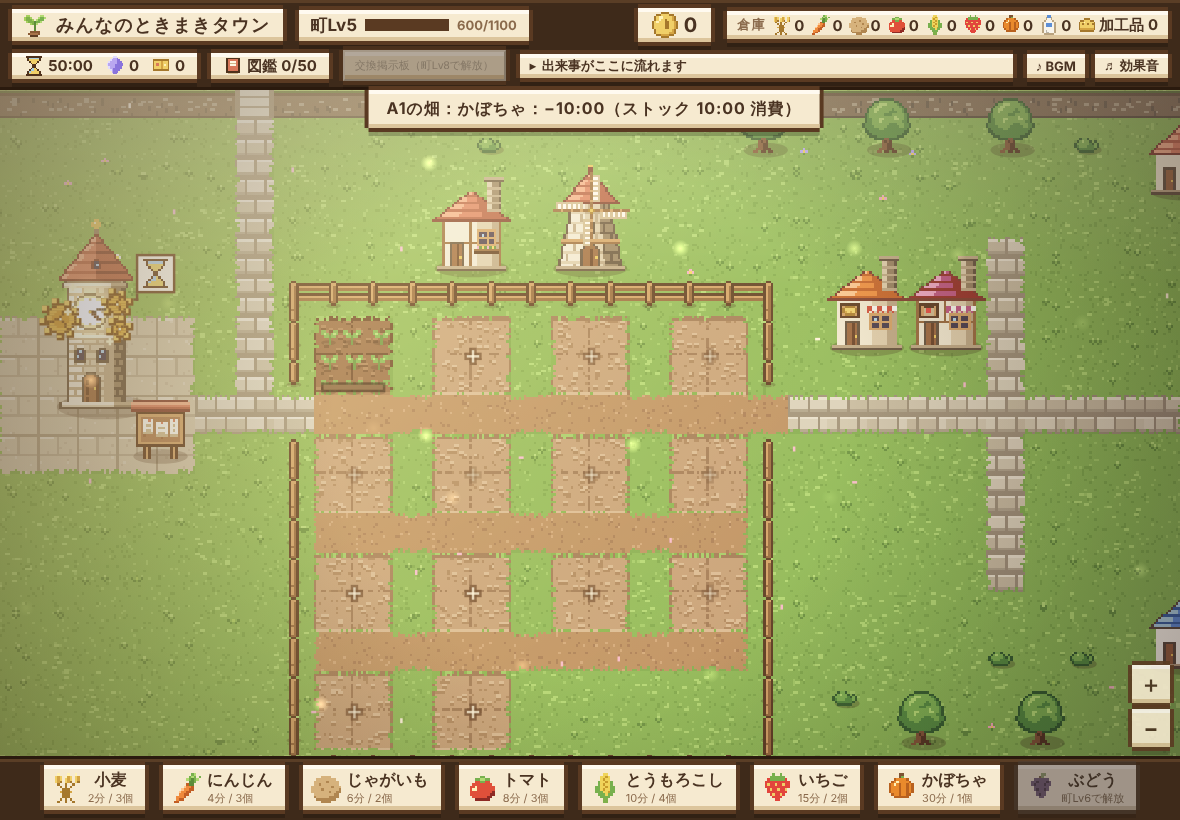 みんなのときまきタウン
町Lv5 600/1100
0
倉庫 0 0 0 0 0 0 0 0 加工品 0
50:00 0 0
図鑑 0/50
交換掲示板（町Lv8で解放）
▸ 出来事がここに流れます
♪ BGM
♬ 効果音
A1の畑：かぼちゃ：−10:00（ストック 10:00 消費）
+
−
小麦
2分 / 3個
にんじん
4分 / 3個
じゃがいも
6分 / 2個
トマト
8分 / 3個
とうもろこし
10分 / 4個
いちご
15分 / 2個
かぼちゃ
30分 / 1個
ぶどう
町Lv6で解放